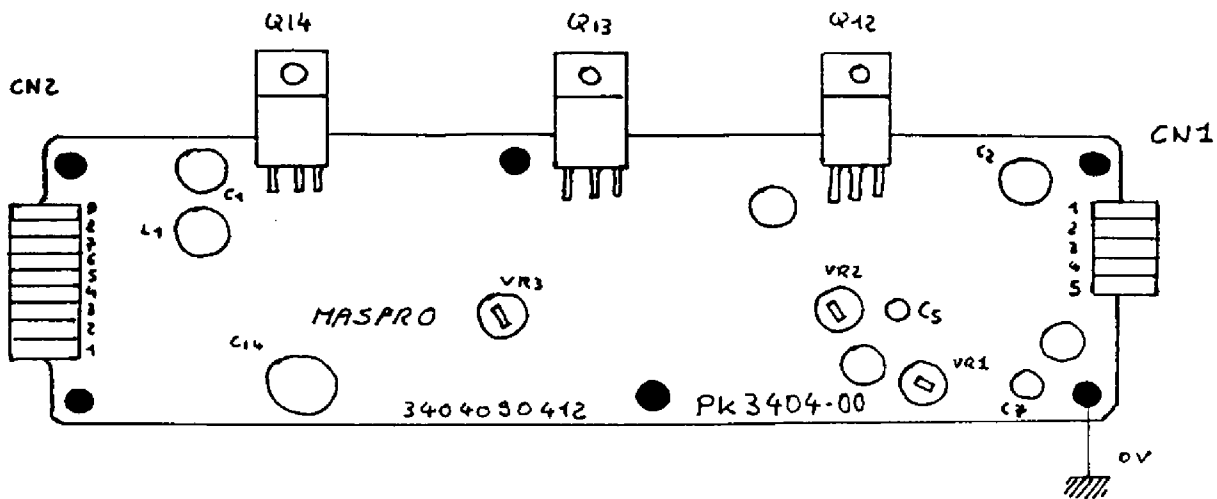 Q14
Q13
Q12
CN2
CN1
C1
C2
L1
9
8
7
6
5
4
3
2
1
1
2
3
4
5
VR3
VR2
MASPRO
C5
C14
VR1
3404090412
PK3404-00
C7
0V